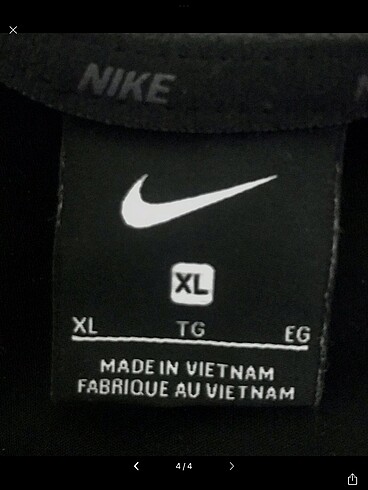 NIKE
XL
XL TG EG
MADE IN VIETNAM
FABRIQUE AU VIETNAM
4/4